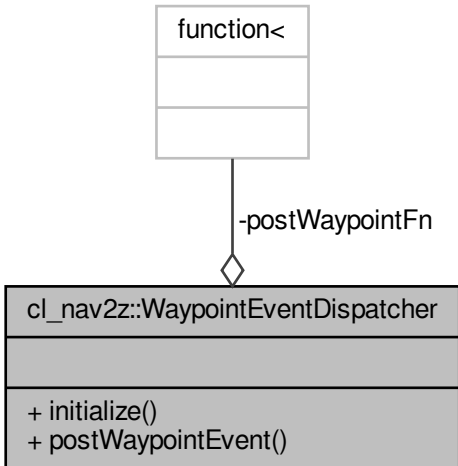 function<
-postWaypointFn
cl_nav2z::WaypointEventDispatcher
+ initialize()
+ postWaypointEvent()